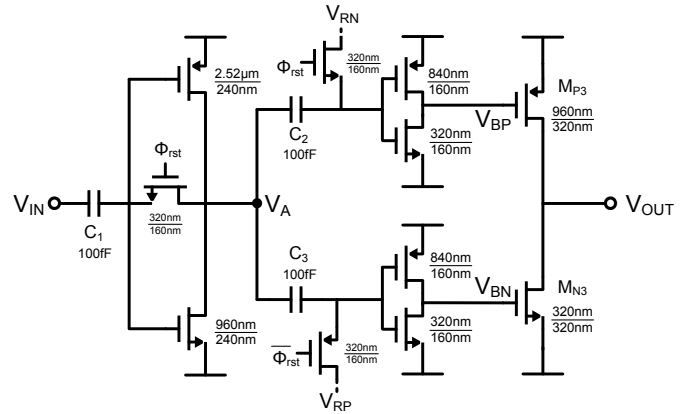 V_RN
Φ_rst
320nm
160nm
2.52μm
240nm
840nm
160nm
M_P3
960nm
320nm
C_2
100fF
V_BP
320nm
160nm
Φ_rst
V_IN
C_1
100fF
320nm
160nm
V_A
V_OUT
C_3
100fF
840nm
160nm
V_BN
M_N3
320nm
320nm
960nm
240nm
320nm
160nm
Φ̅_rst
320nm
160nm
V_RP